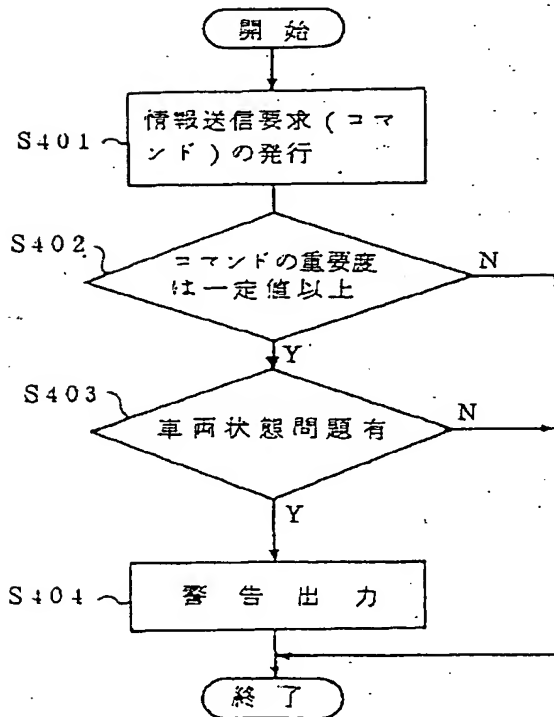 開始
S401
情報送信要求(コマ
ンド)の発行
S402
コマンドの重要度
は一定値以上
N
Y
S403
車両状態問題有
N
Y
S404
警告出力
終了